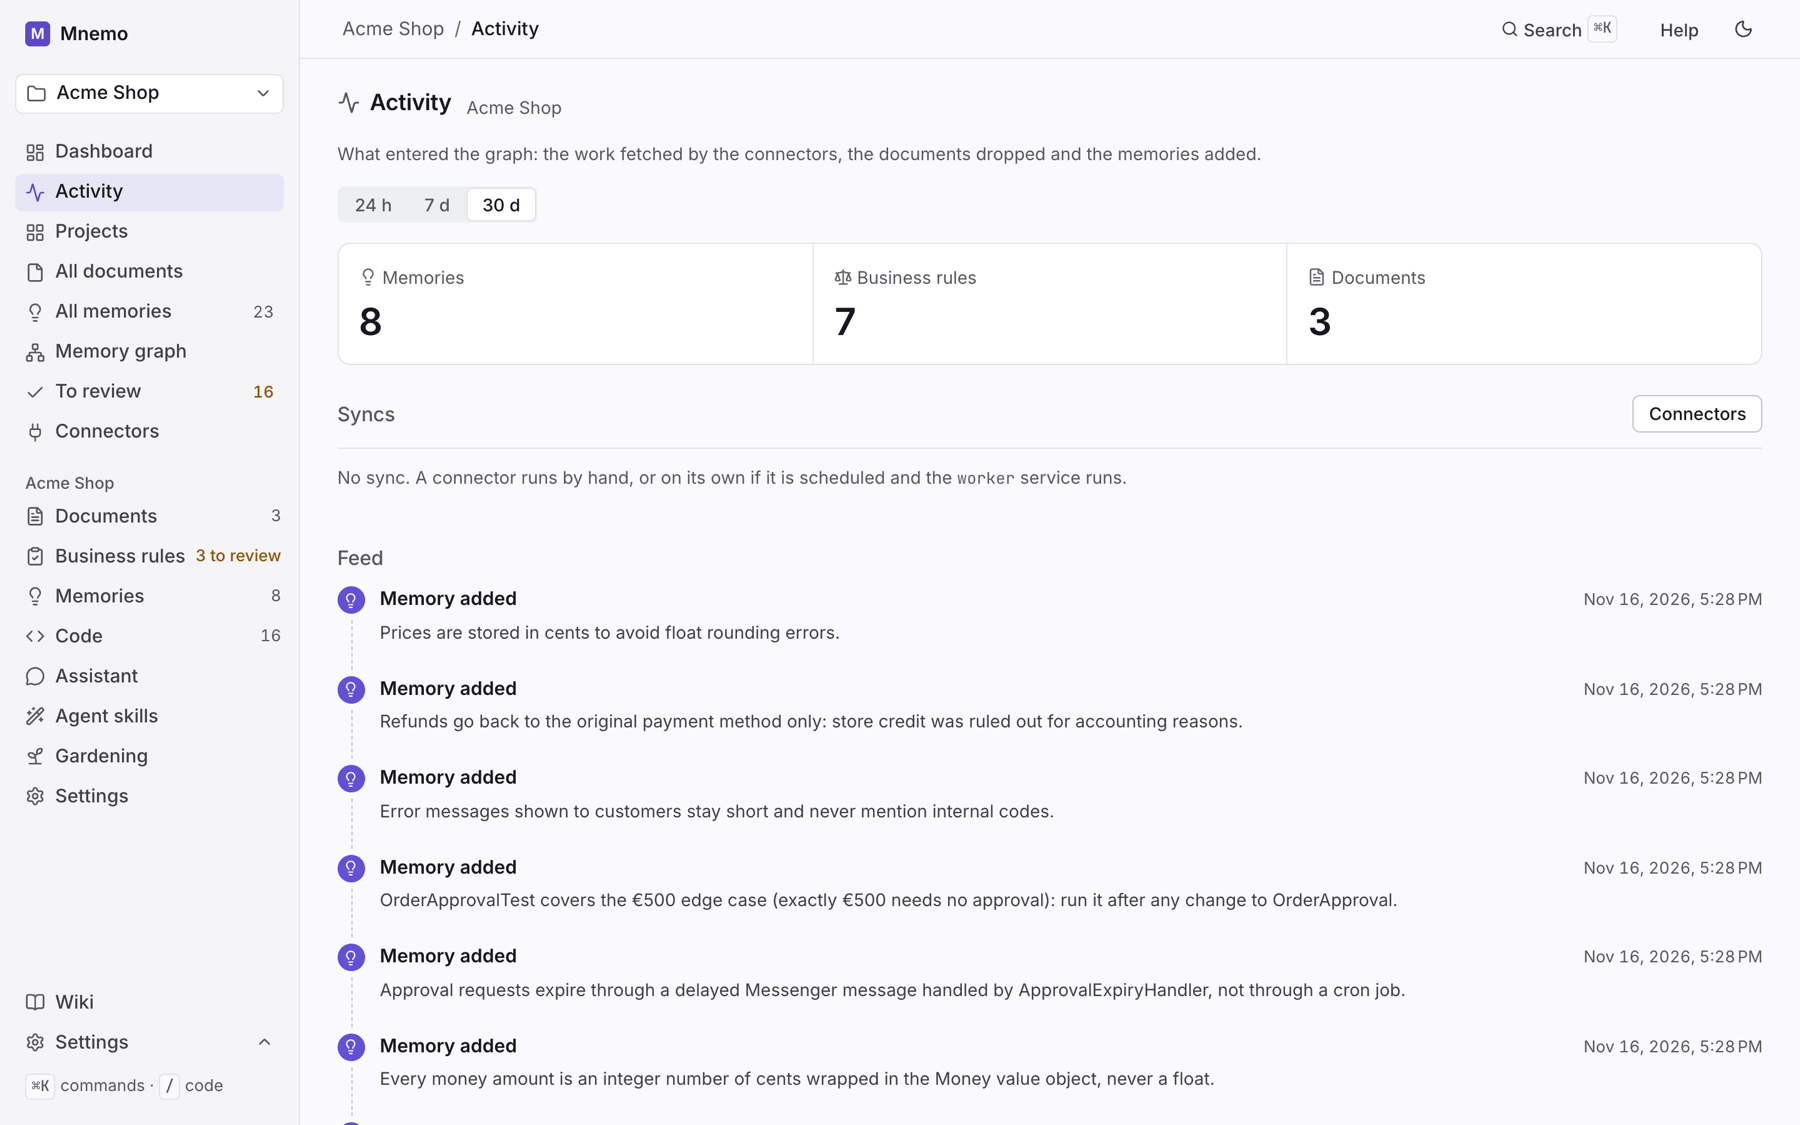 M Mnemo
Acme Shop
Dashboard
Activity
Projects
All documents
All memories 23
Memory graph
To review 16
Connectors
Acme Shop
Documents 3
Business rules 3 to review
Memories 8
Code 16
Assistant
Agent skills
Gardening
Settings
Wiki
Settings
⌘K commands · / code
Acme Shop / Activity
Search ⌘K Help
Activity Acme Shop
What entered the graph: the work fetched by the connectors, the documents dropped and the memories added.
24 h 7 d 30 d
Memories
8
Business rules
7
Documents
3
Syncs
Connectors
No sync. A connector runs by hand, or on its own if it is scheduled and the worker service runs.
Feed
Memory added Nov 16, 2026, 5:28 PM
Prices are stored in cents to avoid float rounding errors.
Memory added Nov 16, 2026, 5:28 PM
Refunds go back to the original payment method only: store credit was ruled out for accounting reasons.
Memory added Nov 16, 2026, 5:28 PM
Error messages shown to customers stay short and never mention internal codes.
Memory added Nov 16, 2026, 5:28 PM
OrderApprovalTest covers the €500 edge case (exactly €500 needs no approval): run it after any change to OrderApproval.
Memory added Nov 16, 2026, 5:28 PM
Approval requests expire through a delayed Messenger message handled by ApprovalExpiryHandler, not through a cron job.
Memory added Nov 16, 2026, 5:28 PM
Every money amount is an integer number of cents wrapped in the Money value object, never a float.